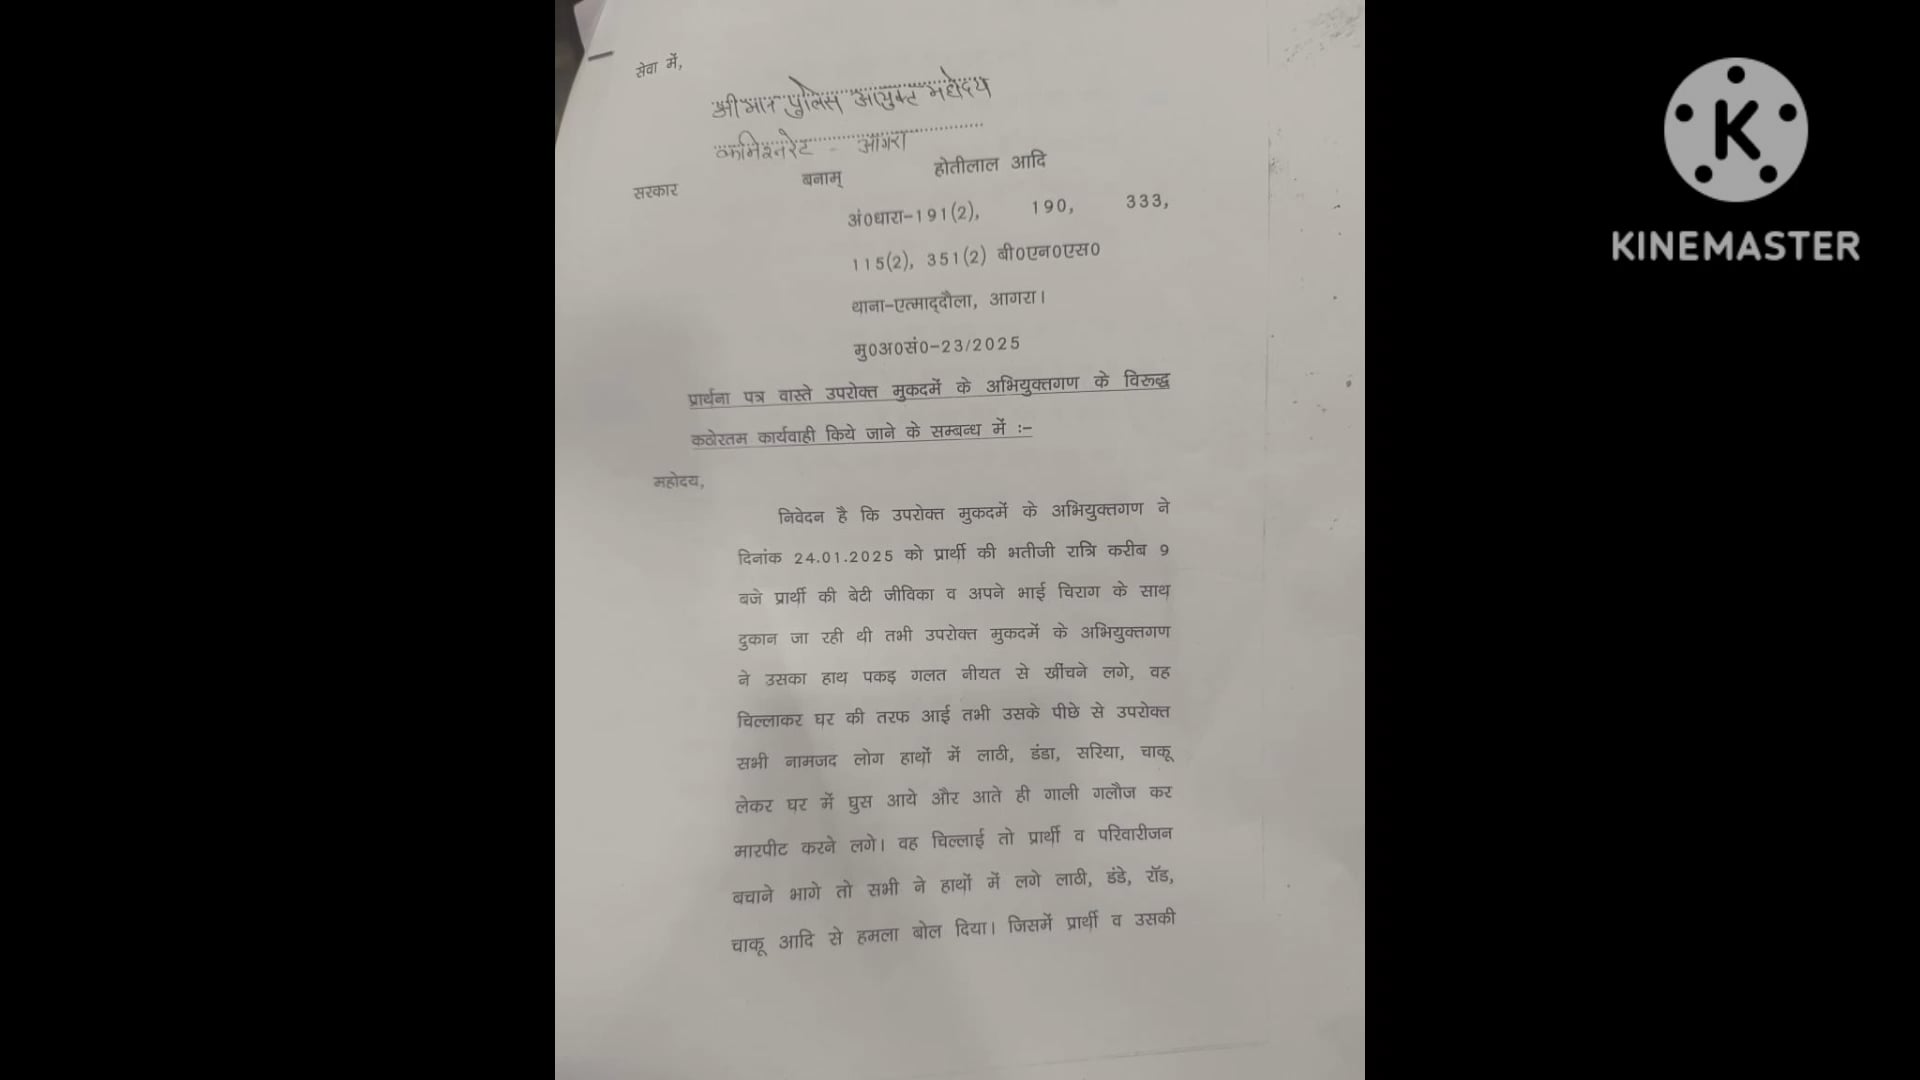 सेवा में,
श्रीमान पुलिस आयुक्त महोदय
कमिश्नरेट - आगरा
सरकार बनाम् होतीलाल आदि
अं0धारा-191(2), 190, 333,
115(2), 351(2) बी0एन0एस0
थाना-एत्माद्दौला, आगरा।
मु0अ0सं0-23/2025
प्रार्थना पत्र वास्ते उपरोक्त मुकदमें के अभियुक्तगण के विरूद्ध
कठोरतम कार्यवाही किये जाने के सम्बन्ध में :-
महोदय,
निवेदन है कि उपरोक्त मुकदमें के अभियुक्तगण ने
दिनांक 24.01.2025 को प्रार्थी की भतीजी रात्रि करीब 9
बजे प्रार्थी की बेटी जीविका व अपने भाई चिराग के साथ
दुकान जा रही थी तभी उपरोक्त मुकदमें के अभियुक्तगण
ने उसका हाथ पकड़ गलत नीयत से खींचने लगे, वह
चिल्लाकर घर की तरफ आई तभी उसके पीछे से उपरोक्त
सभी नामजद लोग हाथों में लाठी, डंडा, सरिया, चाकू
लेकर घर में घुस आये और आते ही गाली गलौज कर
मारपीट करने लगे। वह चिल्लाई तो प्रार्थी व परिवारीजन
बचाने भागे तो सभी ने हाथों में लगे लाठी, डंडे, रॉड,
चाकू आदि से हमला बोल दिया। जिसमें प्रार्थी व उसकी
K
KINEMASTER